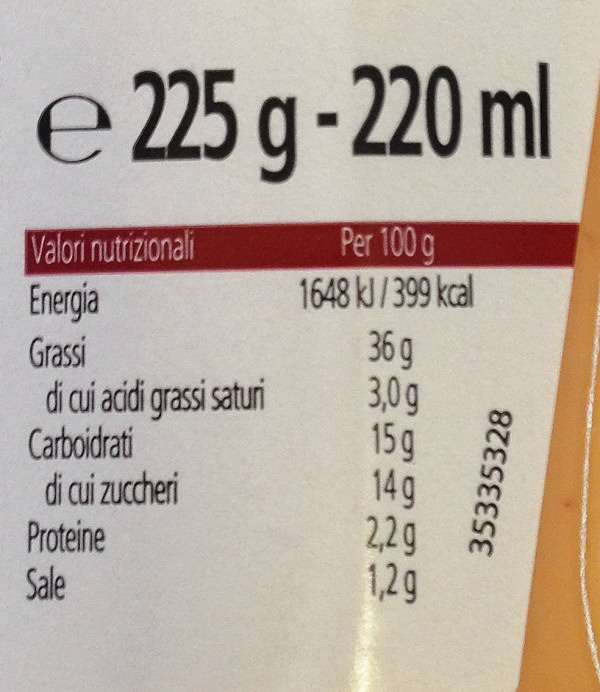 ℮ 225 g - 220 ml
Valori nutrizionali Per 100 g
Energia 1648 kJ / 399 kcal
Grassi 36 g
di cui acidi grassi saturi 3,0 g
Carboidrati 15 g
di cui zuccheri 14 g
Proteine 2,2 g
Sale 1,2 g
35335328